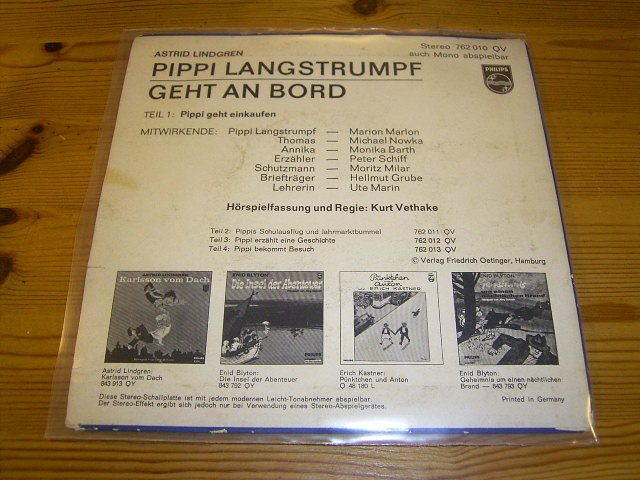 ASTRID LINDGREN
Stereo 762 010 QV
auch Mono abspielbar
PIPPI LANGSTRUMPF
PHILIPS
GEHT AN BORD
TEIL 1: Pippi geht einkaufen
MITWIRKENDE: Pippi Langstrumpf — Marion Marlon
Thomas — Michael Nowka
Annika — Monika Barth
Erzähler — Peter Schiff
Schutzmann — Moritz Milar
Briefträger — Hellmut Grube
Lehrerin — Ute Marin
Hörspielfassung und Regie: Kurt Vethake
Teil 2: Pippis Schulausflug und Jahrmarktbummel 762 011 QV
Teil 3: Pippi erzählt eine Geschichte 762 012 QV
Teil 4: Pippi bekommt Besuch 762 013 QV
© Verlag Friedrich Oetinger, Hamburg
ASTRID LINDGREN
Karlsson vom Dach
ENID BLYTON
Die Insel der Abenteuer
Pünktchen
und
Anton
von
ERICH KÄSTNER
ENID BLYTON
Astrid Lindgren:
Karlsson vom Dach
843 913 QY
Enid Blyton:
Die Insel der Abenteuer
843 792 QY
Erich Kästner:
Pünktchen und Anton
Q 48 180 L
Enid Blyton:
Geheimnis um einen nächtlichen
Brand — 843 793 QY
Diese Stereo-Schallplatte ist mit jedem modernen Leicht-Tonabnehmer abspielbar.
Der Stereo-Effekt ergibt sich jedoch nur bei Verwendung eines Stereo-Abspielgerätes.
Printed in Germany